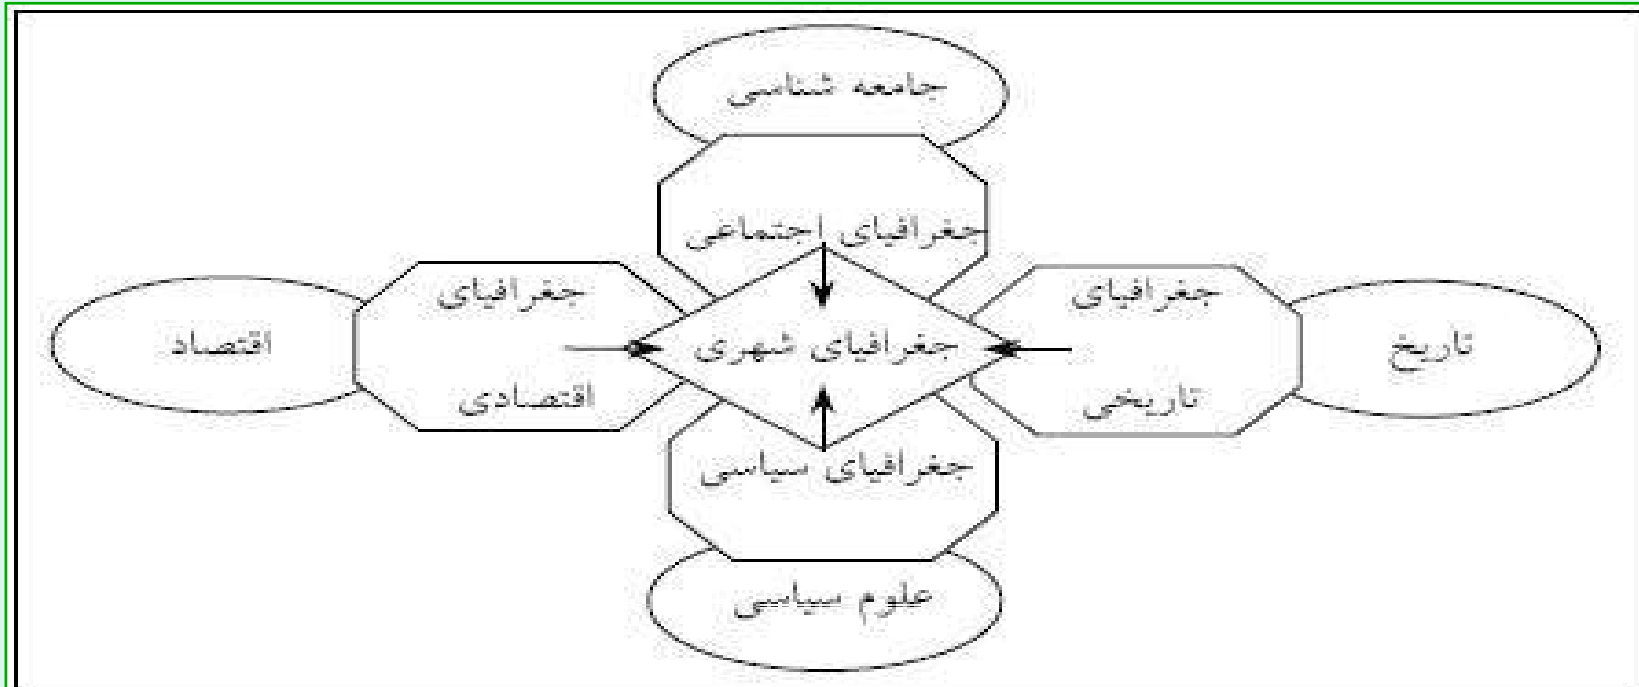 جامعه شناسی
جغرافیای اجتماعی
جغرافیای
تاریخی
تاریخ
جغرافیای شهری
جغرافیای
اقتصادی
اقتصاد
جغرافیای سیاسی
علوم سیاسی